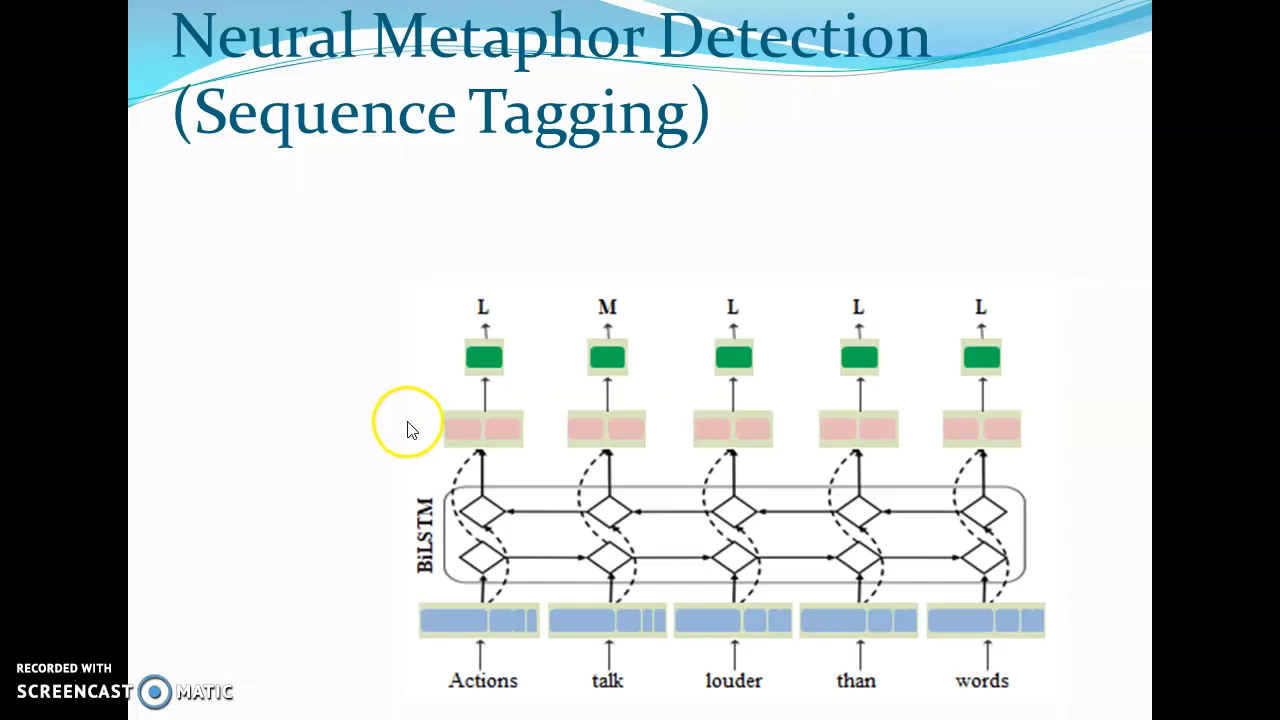 Neural Metaphor Detection
(Sequence Tagging)
L M L L L
BiLSTM
Actions talk louder than words
RECORDED WITH
SCREENCAST MATIC